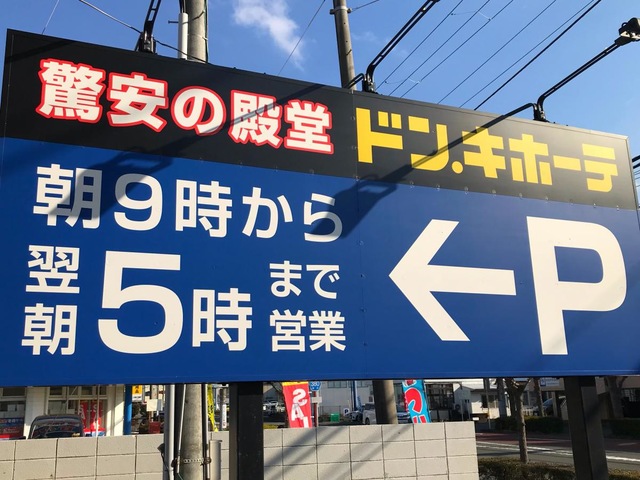 驚安の殿堂 ドン.キホーテ
朝9時から
翌朝5時まで営業
←P
SA